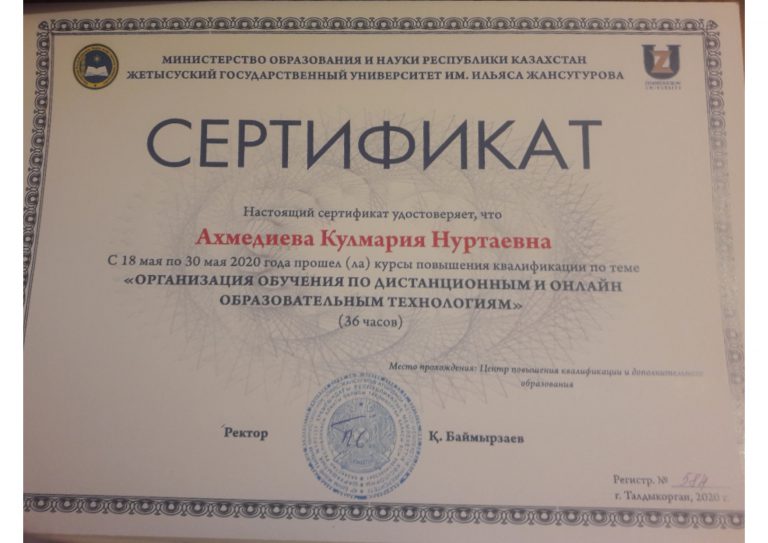 МИНИСТЕРСТВО ОБРАЗОВАНИЯ И НАУКИ РЕСПУБЛИКИ КАЗАХСТАН
ЖЕТЫСУСКИЙ ГОСУДАРСТВЕННЫЙ УНИВЕРСИТЕТ ИМ. ИЛЬЯСА ЖАНСУГУРОВА
СЕРТИФИКАТ
Настоящий сертификат удостоверяет, что
Ахмедиева Кулмария Нуртаевна
С 18 мая по 30 мая 2020 года прошел (ла) курсы повышения квалификации по теме
«ОРГАНИЗАЦИЯ ОБУЧЕНИЯ ПО ДИСТАНЦИОННЫМ И ОНЛАЙН
ОБРАЗОВАТЕЛЬНЫМ ТЕХНОЛОГИЯМ»
(36 часов)
Место прохождения: Центр повышения квалификации и дополнительного
образования
Ректор
Қ. Баймырзаев
Регистр. №
г. Талдыкорган, 2020 г.